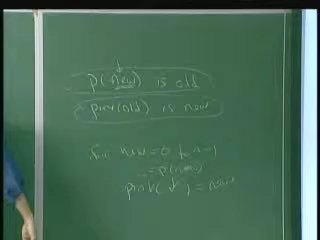 p(new) is old
pinv(old) is new
for new = 0 to n-1
= p(new)
pinv( ) = new